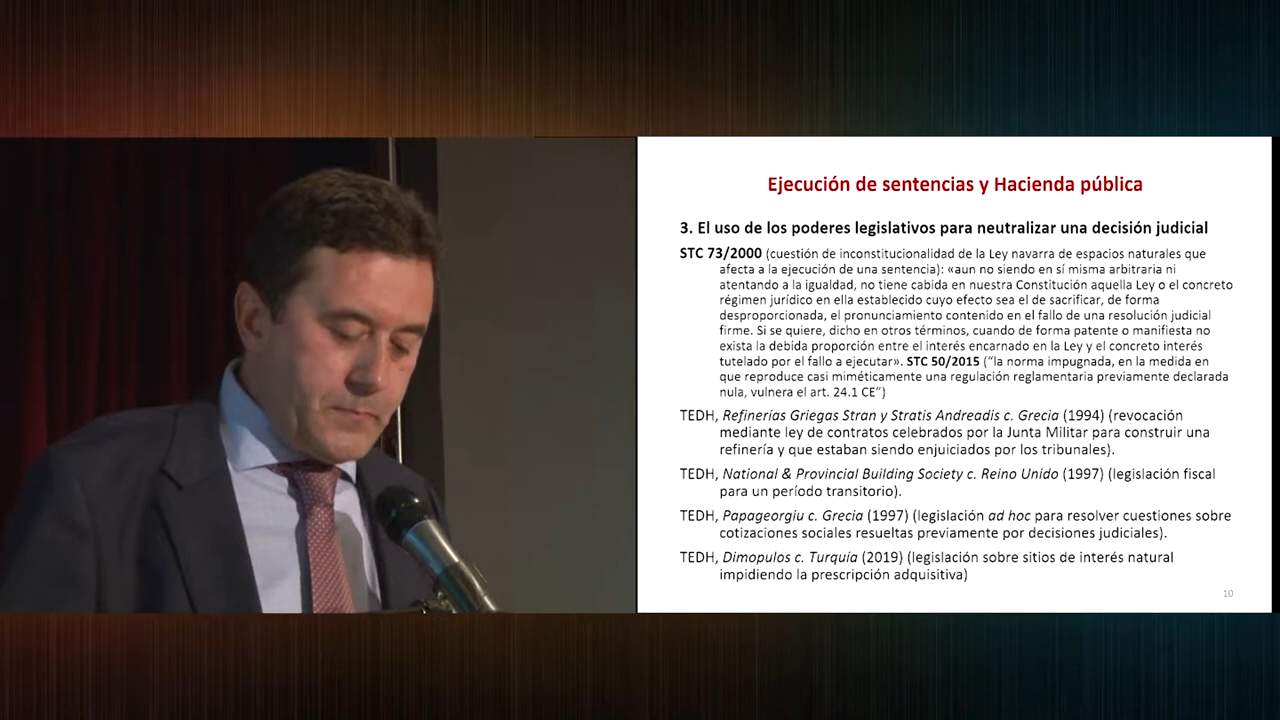 Ejecución de sentencias y Hacienda pública
3. El uso de los poderes legislativos para neutralizar una decisión judicial
STC 73/2000 (cuestión de inconstitucionalidad de la Ley navarra de espacios naturales que
afecta a la ejecución de una sentencia): «aun no siendo en sí misma arbitraria ni
atentando a la igualdad, no tiene cabida en nuestra Constitución aquella Ley o el concreto
régimen jurídico en ella establecido cuyo efecto sea el de sacrificar, de forma
desproporcionada, el pronunciamiento contenido en el fallo de una resolución judicial
firme. Si se quiere, dicho en otros términos, cuando de forma patente o manifiesta no
exista la debida proporción entre el interés encarnado en la Ley y el concreto interés
tutelado por el fallo a ejecutar». STC 50/2015 (“la norma impugnada, en la medida en
que reproduce casi miméticamente una regulación reglamentaria previamente declarada
nula, vulnera el art. 24.1 CE”)
TEDH, Refinerías Griegas Stran y Stratis Andreadis c. Grecia (1994) (revocación
mediante ley de contratos celebrados por la Junta Militar para construir una
refinería y que estaban siendo enjuiciados por los tribunales).
TEDH, National & Provincial Building Society c. Reino Unido (1997) (legislación fiscal
para un período transitorio).
TEDH, Papageorgiu c. Grecia (1997) (legislación ad hoc para resolver cuestiones sobre
cotizaciones sociales resueltas previamente por decisiones judiciales).
TEDH, Dimopulos c. Turquía (2019) (legislación sobre sitios de interés natural
impidiendo la prescripción adquisitiva)
10